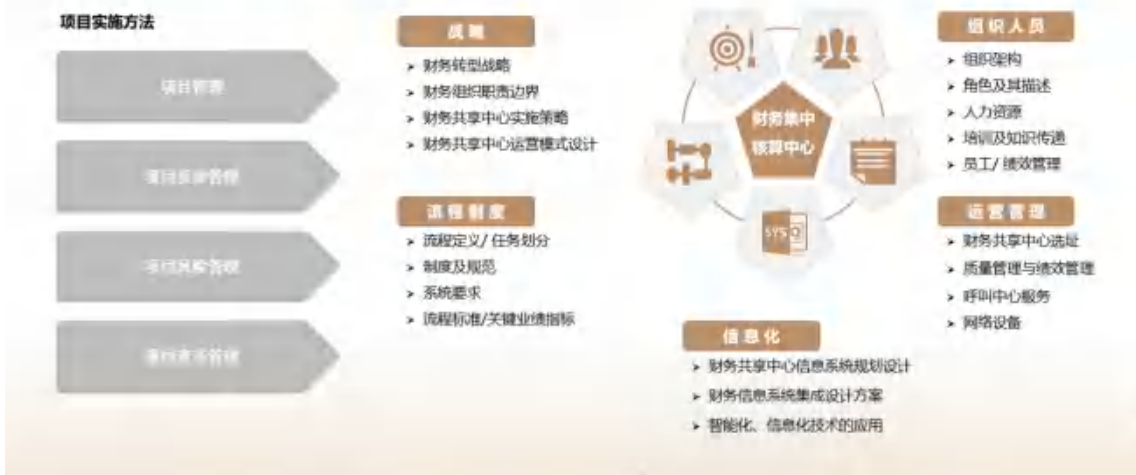 项目实施方法
项目管理
项目风险管理
战略
财务转型战略
财务组织职责边界
财务共享中心实施策略
财务共享中心运营模式设计
流程制度
流程定义/ 任务划分
制度及规范
系统要求
流程标准/关键业绩指标
财务集中
核算中心
SYS
组织人员
组织架构
角色及其描述
人力资源
培训及知识传递
员工/ 绩效管理
运营管理
财务共享中心选址
质量管理与绩效管理
呼叫中心服务
网络设备
信息化
财务共享中心信息系统规划设计
财务信息系统集成设计方案
智能化、信息化技术的应用